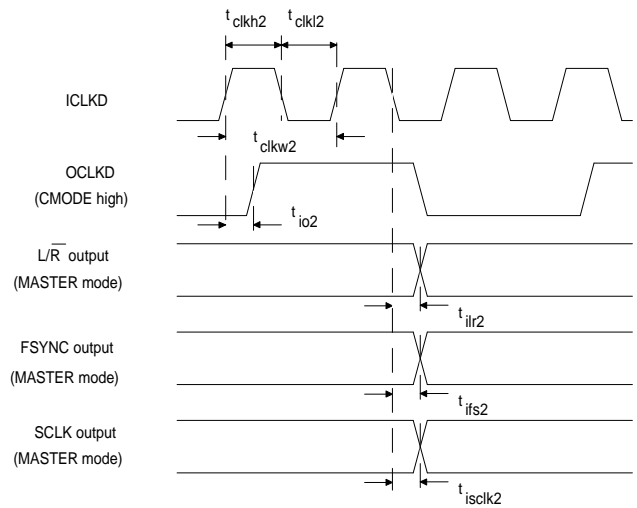 t clkh2 t clkl2
ICLKD
t clkw2
OCLKD
(CMODE high)
t io2
L/R̅ output
(MASTER mode)
t ilr2
FSYNC output
(MASTER mode)
t ifs2
SCLK output
(MASTER mode)
t isclk2